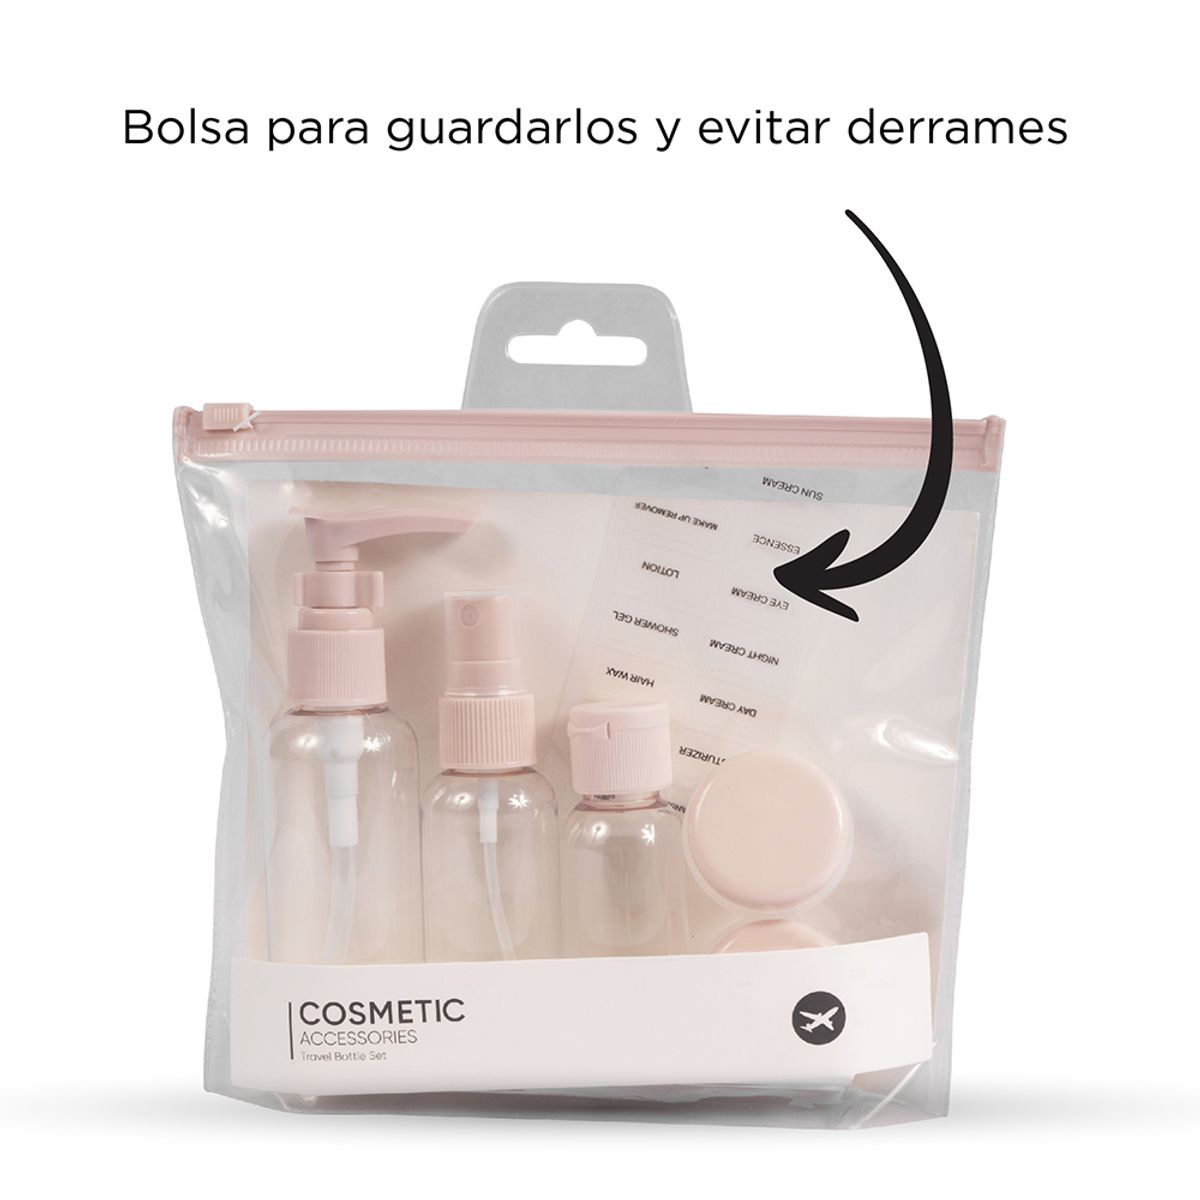 Bolsa para guardarlos y evitar derrames
SUN CREAM
MAKE UP REMOVER
ESSENCE
LOTION
EYE CREAM
SHOWER GEL
NIGHT CREAM
HAIR WAX
DAY CREAM
COSMETIC
ACCESSORIES
Travel Bottle Set